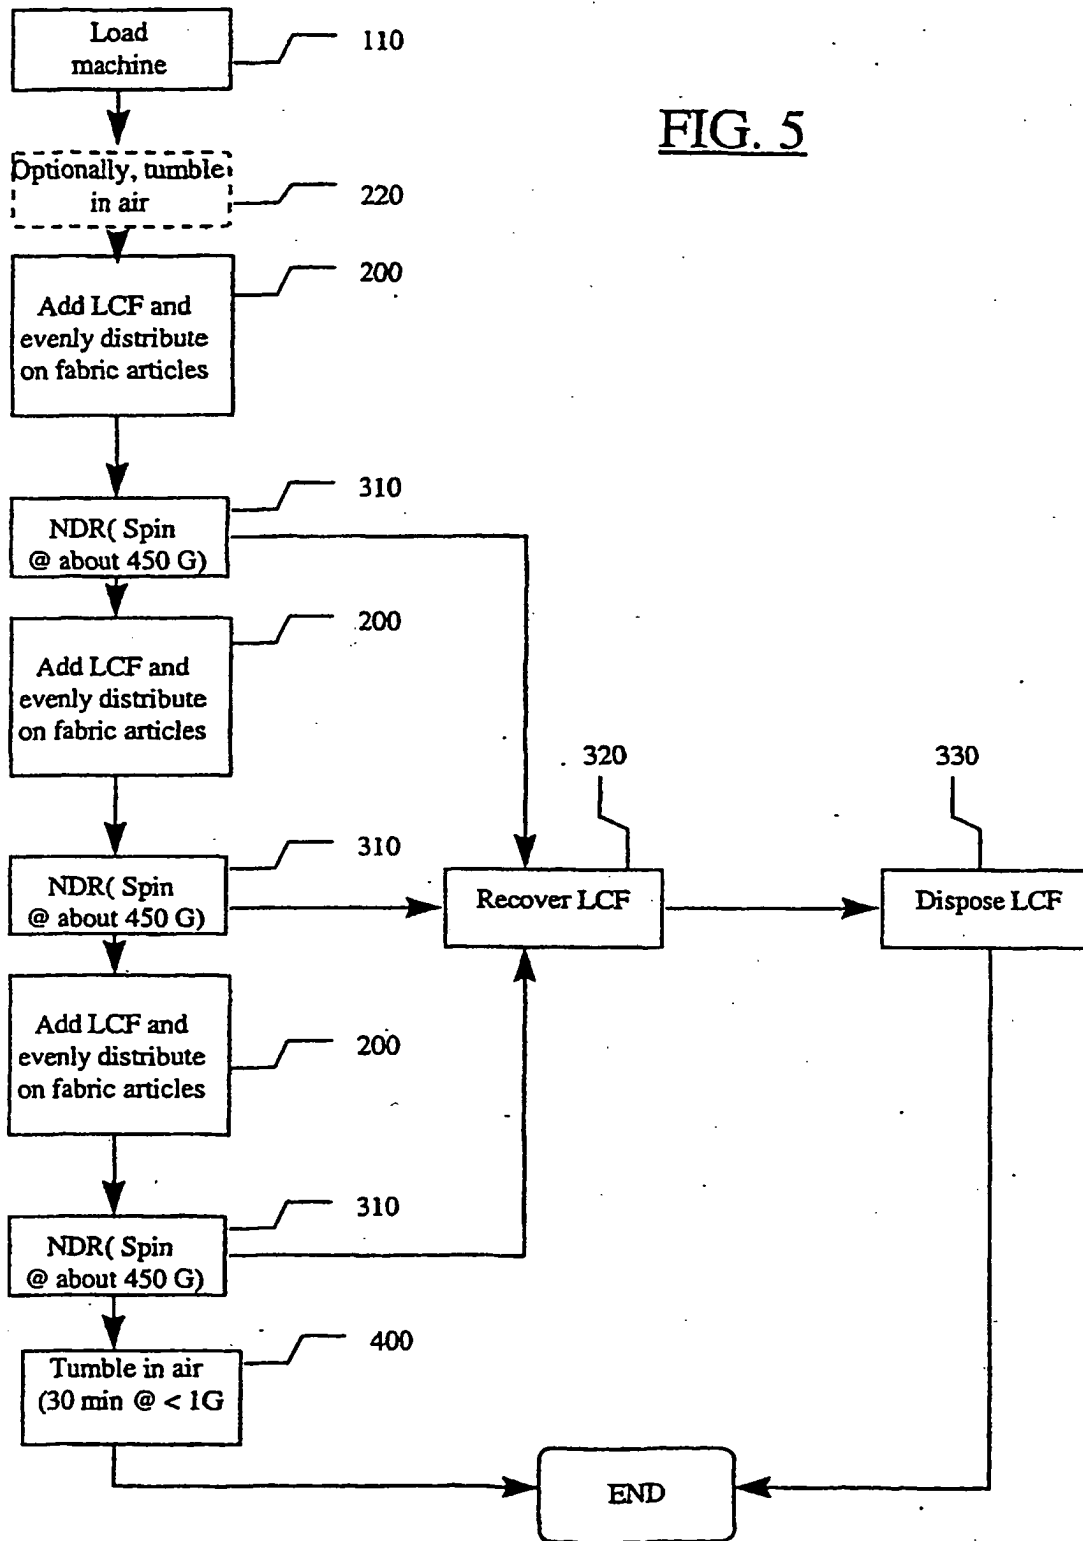 Load
machine
110
FIG. 5
Optionally, tumble
in air
220
200
Add LCF and
evenly distribute
on fabric articles
310
NDR( Spin
@ about 450 G)
200
Add LCF and
evenly distribute
on fabric articles
320
330
310
NDR( Spin
@ about 450 G)
Recover LCF
Dispose LCF
Add LCF and
evenly distribute
on fabric articles
200
310
NDR( Spin
@ about 450 G)
400
Tumble in air
(30 min @ < 1G
END